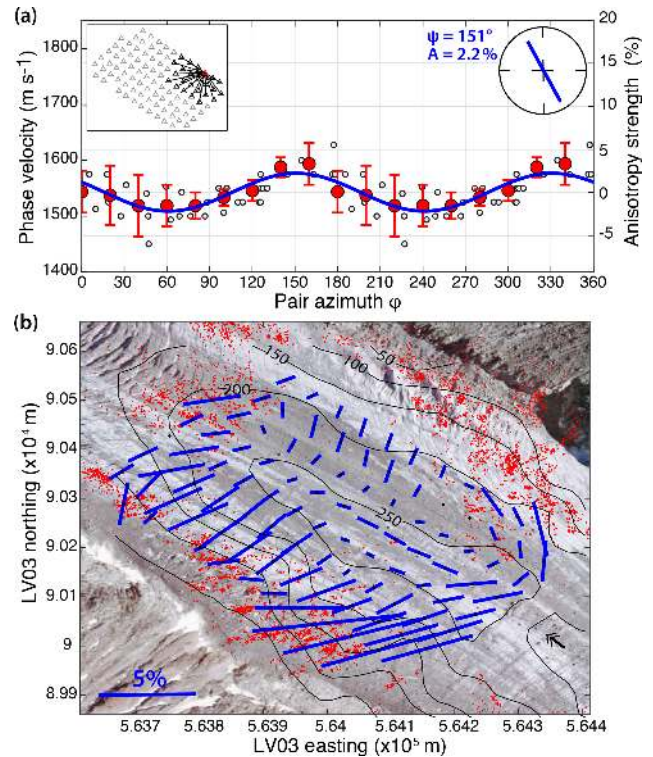 (a)
1850
1750
1600
1500
1400
Phase velocity (m s⁻¹)
ψ = 151°
A = 2.2%
20
15
10
5
0
-5
Anisotropy strength (%)
0 30 60 90 120 150 180 210 240 270 300 330 360
Pair azimuth φ
(b)
9.06
9.05
9.04
9.03
9.02
9.01
9
8.99
LV03 northing (x10⁴ m)
150
100
50
200
250
5%
5.637 5.638 5.639 5.64 5.641 5.642 5.643 5.644
LV03 easting (x10⁵ m)